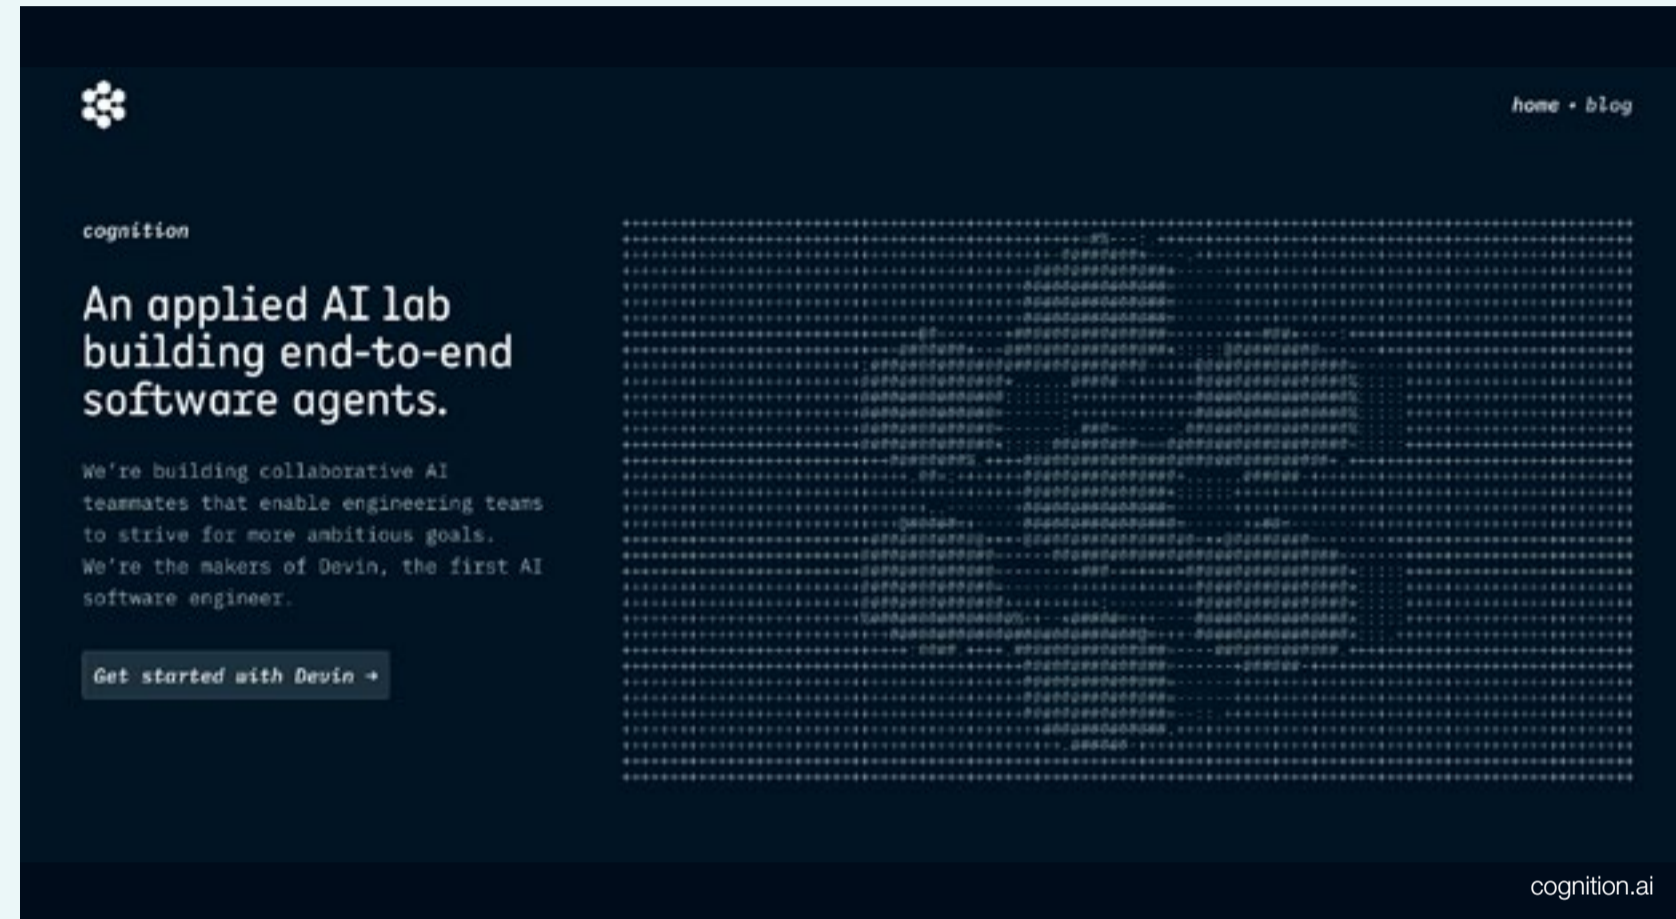 home • blog
cognition
An applied AI lab
building end-to-end
software agents.
We're building collaborative AI
teammates that enable engineering teams
to strive for more ambitious goals.
We're the makers of Devin, the first AI
software engineer.
Get started with Devin →
cognition.ai